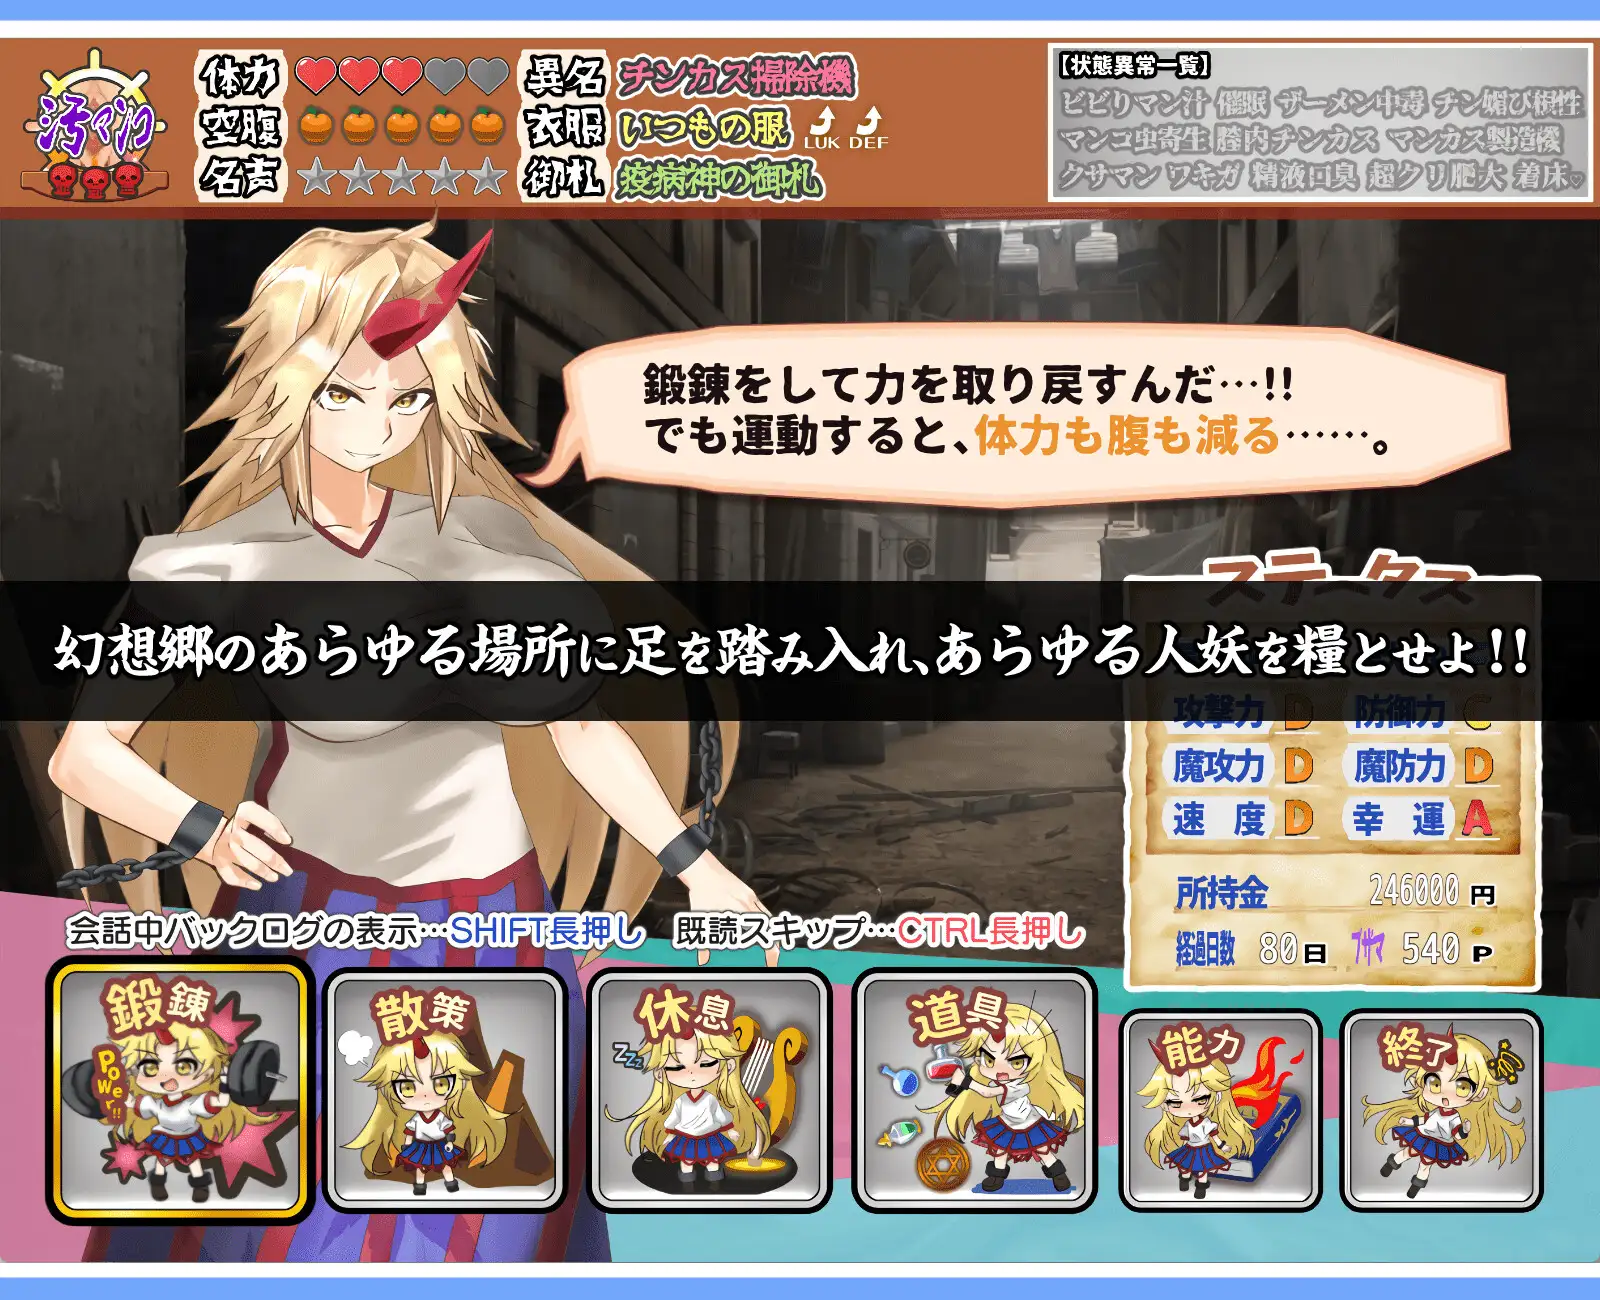 汚マンコ
体力
異名 チンカス掃除機
空腹
衣服 いつもの服 LUK DEF
名声
御札 疫病神の御札
【状態異常一覧】
ビビりマン汁 催眠 ザーメン中毒 チン媚び根性
マンコ虫寄生 膣内チンカス マンカス製造機
クサマン ワキガ 精液口臭 超クリ肥大 着床♡
鍛錬をして力を取り戻すんだ…!!
でも運動すると、体力も腹も減る……。
ステータス
幻想郷のあらゆる場所に足を踏み入れ、あらゆる人妖を糧とせよ!!
攻撃力 D 防御力 C
魔攻力 D 魔防力 D
速度 D 幸運 A
所持金 246000 円
経過日数 80日 540 P
会話中バックログの表示…SHIFT長押し 既読スキップ…CTRL長押し
鍛錬
Power!!
散策
休息
zzz
道具
能力
終了